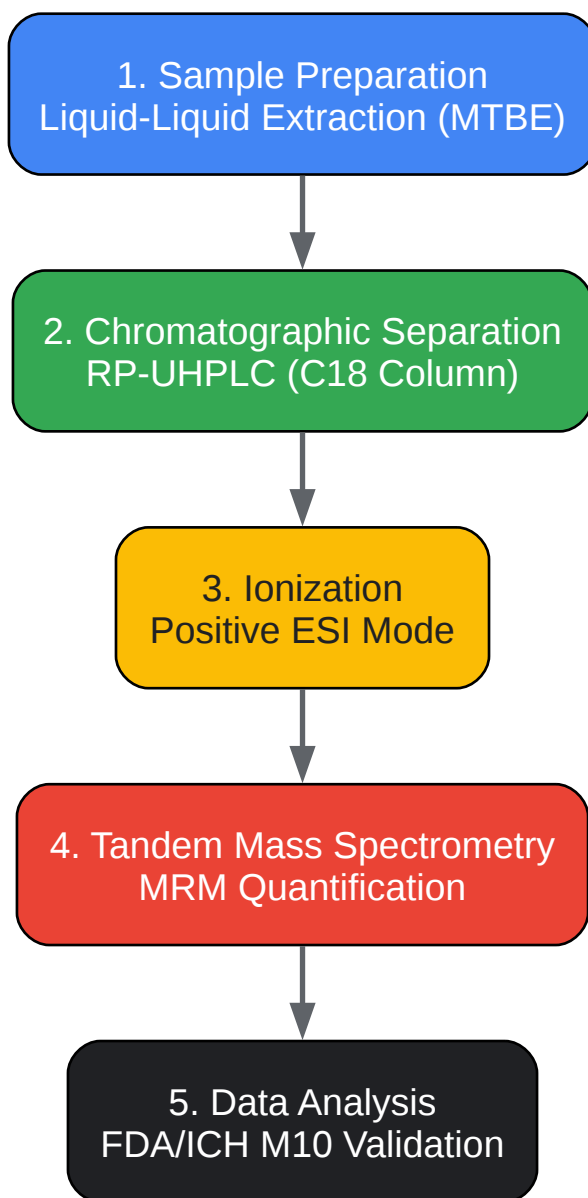 1. Sample Preparation
Liquid-Liquid Extraction (MTBE)
2. Chromatographic Separation
RP-UHPLC (C18 Column)
3. Ionization
Positive ESI Mode
4. Tandem Mass Spectrometry
MRM Quantification
5. Data Analysis
FDA/ICH M10 Validation